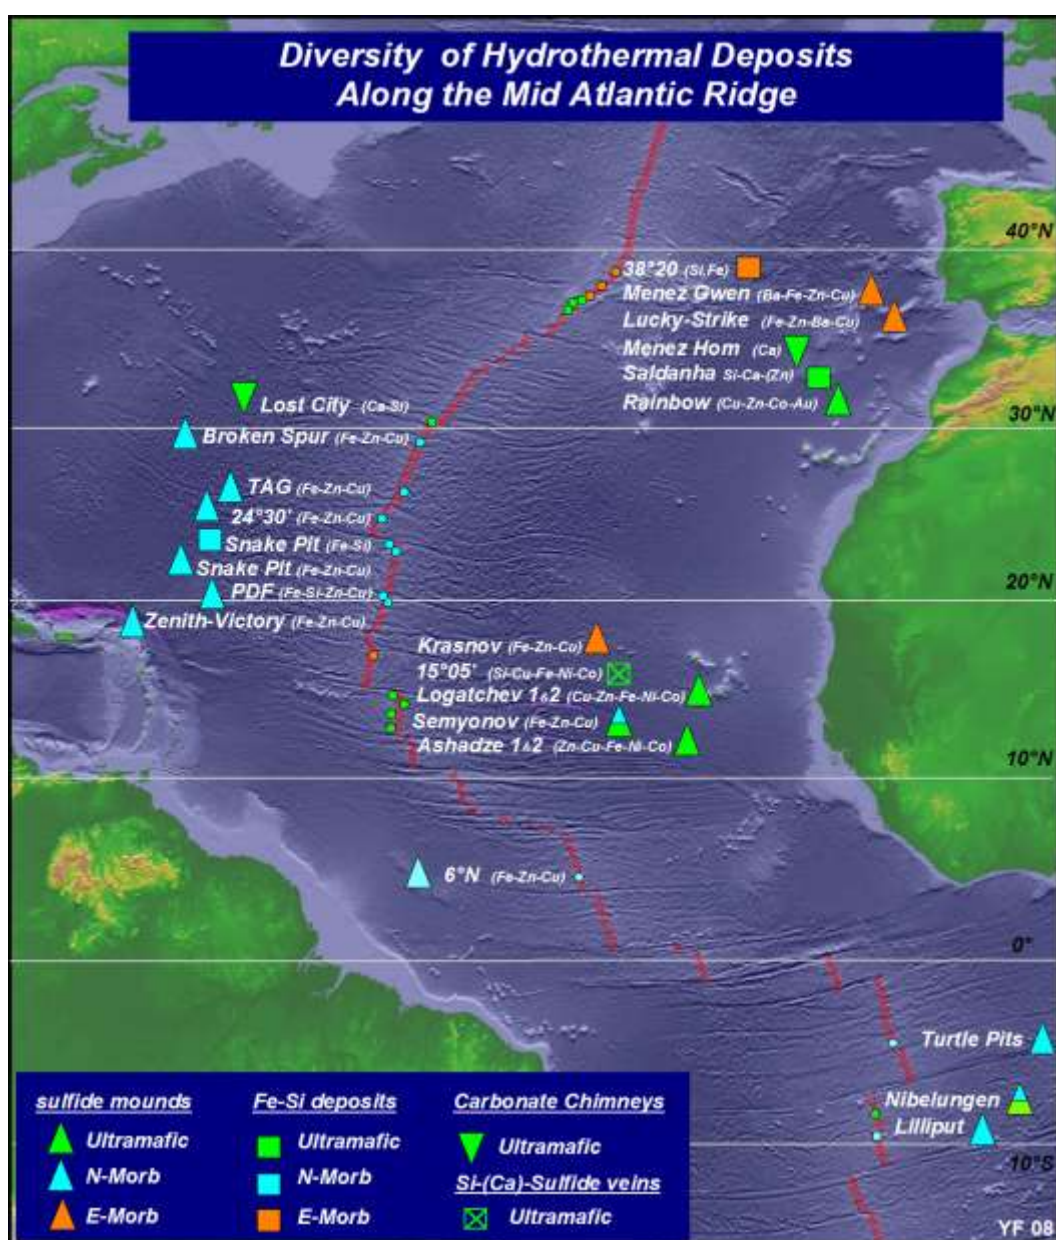 Diversity of Hydrothermal Deposits
Along the Mid Atlantic Ridge
40°N
38°20 (Si.Fe)
Menez Gwen (Ba-Fe-Zn-Cu)
Lucky-Strike (Fe-Zn-Ba-Cu)
Menez Hom (Ca)
Saldanha Si-Ca-(Zn)
Rainbow (Cu-Zn-Co-Au)
30°N
Lost City (Ca-Si)
Broken Spur (Fe-Zn-Cu)
TAG (Fe-Zn-Cu)
24°30' (Fe-Zn-Cu)
Snake Pit (Fe-Si)
Snake Pit (Fe-Zn-Cu)
PDF (Fe-Si-Zn-Cu)
20°N
Zenith-Victory (Fe-Zn-Cu)
Krasnov (Fe-Zn-Cu)
15°05' (Si-Cu-Fe-Ni-Co)
Logatchev 1&2 (Cu-Zn-Fe-Ni-Co)
Semyonov (Fe-Zn-Cu)
Ashadze 1&2 (Zn-Cu-Fe-Ni-Co)
10°N
6°N (Fe-Zn-Cu)
0°
Turtle Pits
Nibelungen
Lilliput
10°S
sulfide mounds
Ultramafic
N-Morb
E-Morb
Fe-Si deposits
Ultramafic
N-Morb
E-Morb
Carbonate Chimneys
Ultramafic
Si-(Ca)-Sulfide veins
Ultramafic
YF 08